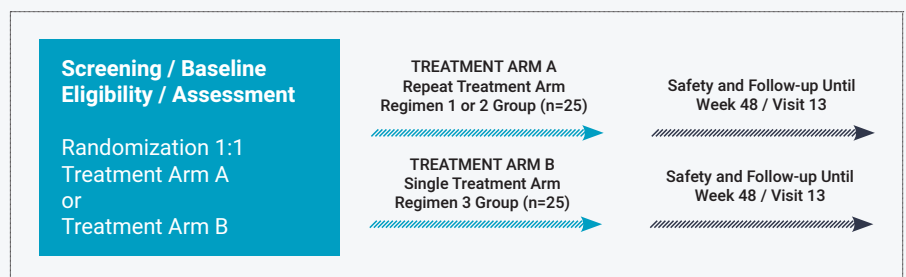 Screening / Baseline
Eligibility / Assessment
Randomization 1:1
Treatment Arm A
or
Treatment Arm B
TREATMENT ARM A
Repeat Treatment Arm
Regimen 1 or 2 Group (n=25)
Safety and Follow-up Until
Week 48 / Visit 13
TREATMENT ARM B
Single Treatment Arm
Regimen 3 Group (n=25)
Safety and Follow-up Until
Week 48 / Visit 13